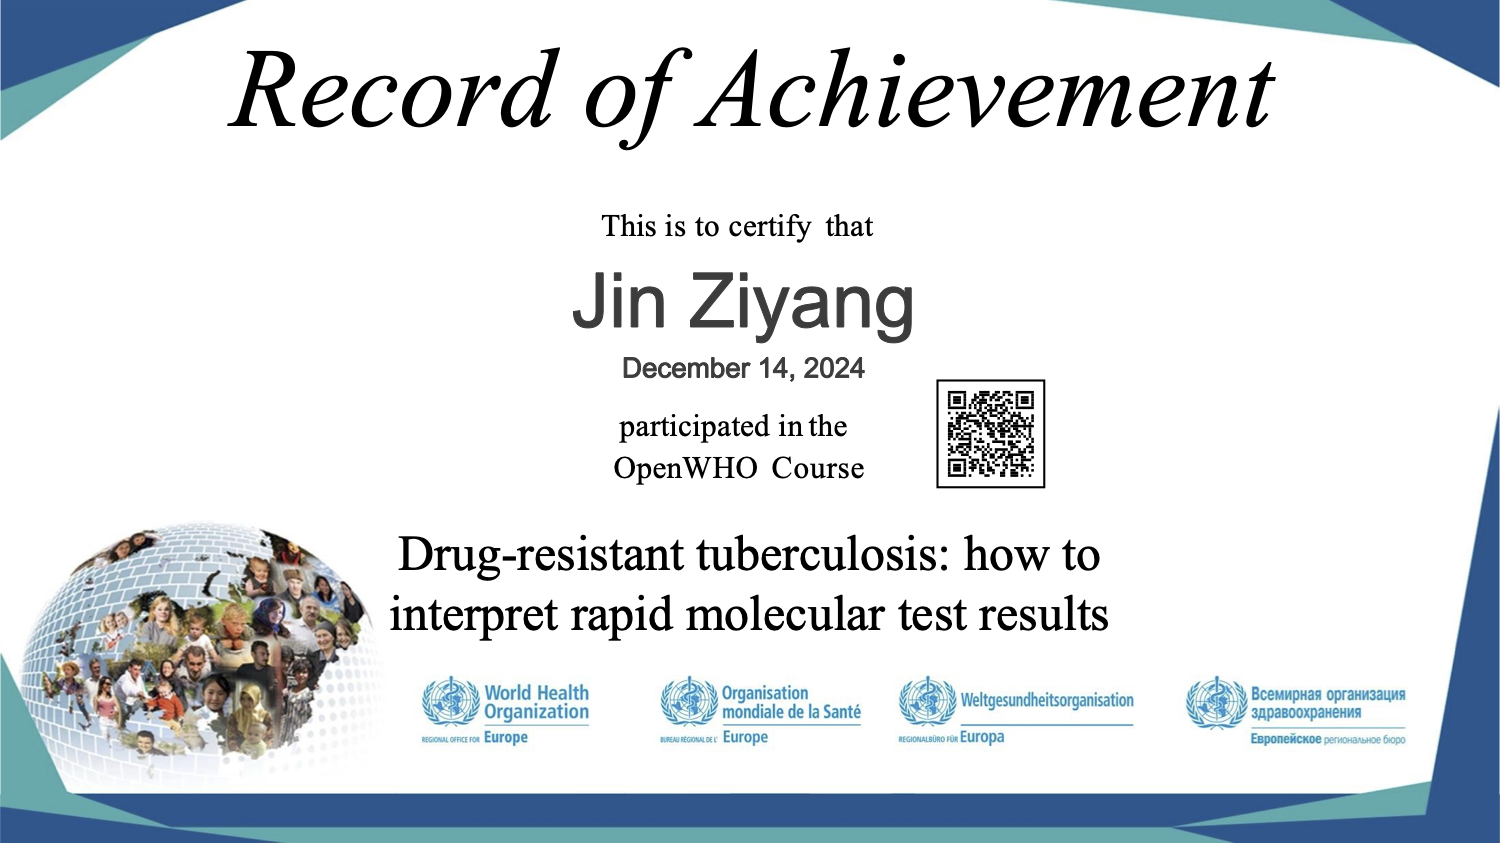 Record of Achievement
This is to certify that
Jin Ziyang
December 14, 2024
participated in the
OpenWHO Course
Drug-resistant tuberculosis: how to
interpret rapid molecular test results
World Health
Organization
REGIONAL OFFICE FOR Europe
Organisation
mondiale de la Santé
BUREAU RÉGIONAL DE L' Europe
Weltgesundheitsorganisation
REGIONALBÜRO FÜR Europa
Всемирная организация
здравоохранения
Европейское региональное бюро